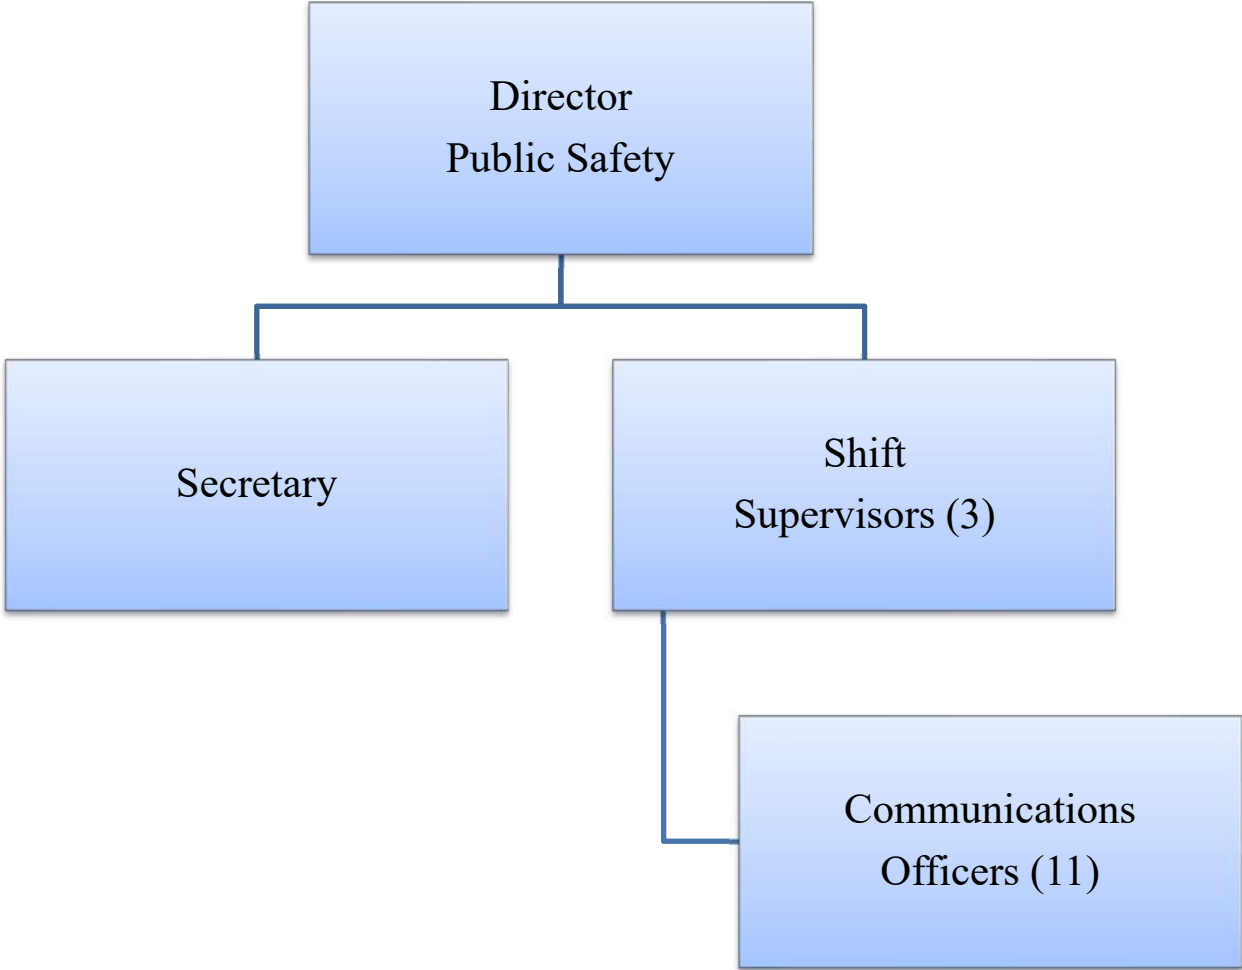 Director
Public Safety
Secretary
Shift
Supervisors (3)
Communications
Officers (11)